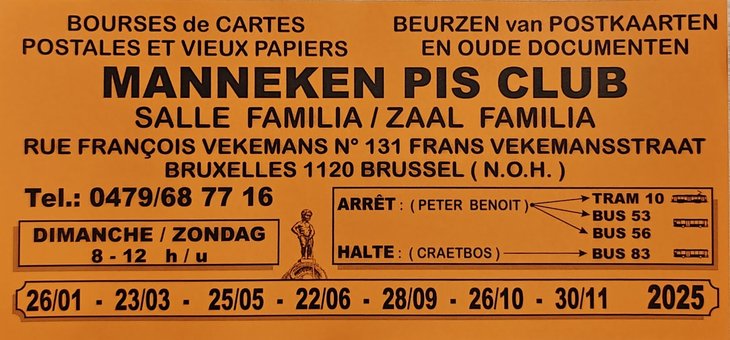 BOURSES de CARTES
POSTALES ET VIEUX PAPIERS
BEURZEN van POSTKAARTEN
EN OUDE DOCUMENTEN
MANNEKEN PIS CLUB
SALLE FAMILIA / ZAAL FAMILIA
RUE FRANÇOIS VEKEMANS N° 131 FRANS VEKEMANSSTRAAT
BRUXELLES 1120 BRUSSEL ( N.O.H. )
Tel.: 0479/68 77 16
DIMANCHE / ZONDAG
8 - 12 h / u
ARRÊT : ( PETER BENOIT )
TRAM 10
BUS 53
BUS 56
HALTE : ( CRAETBOS )
BUS 83
26/01 - 23/03 - 25/05 - 22/06 - 28/09 - 26/10 - 30/11 2025